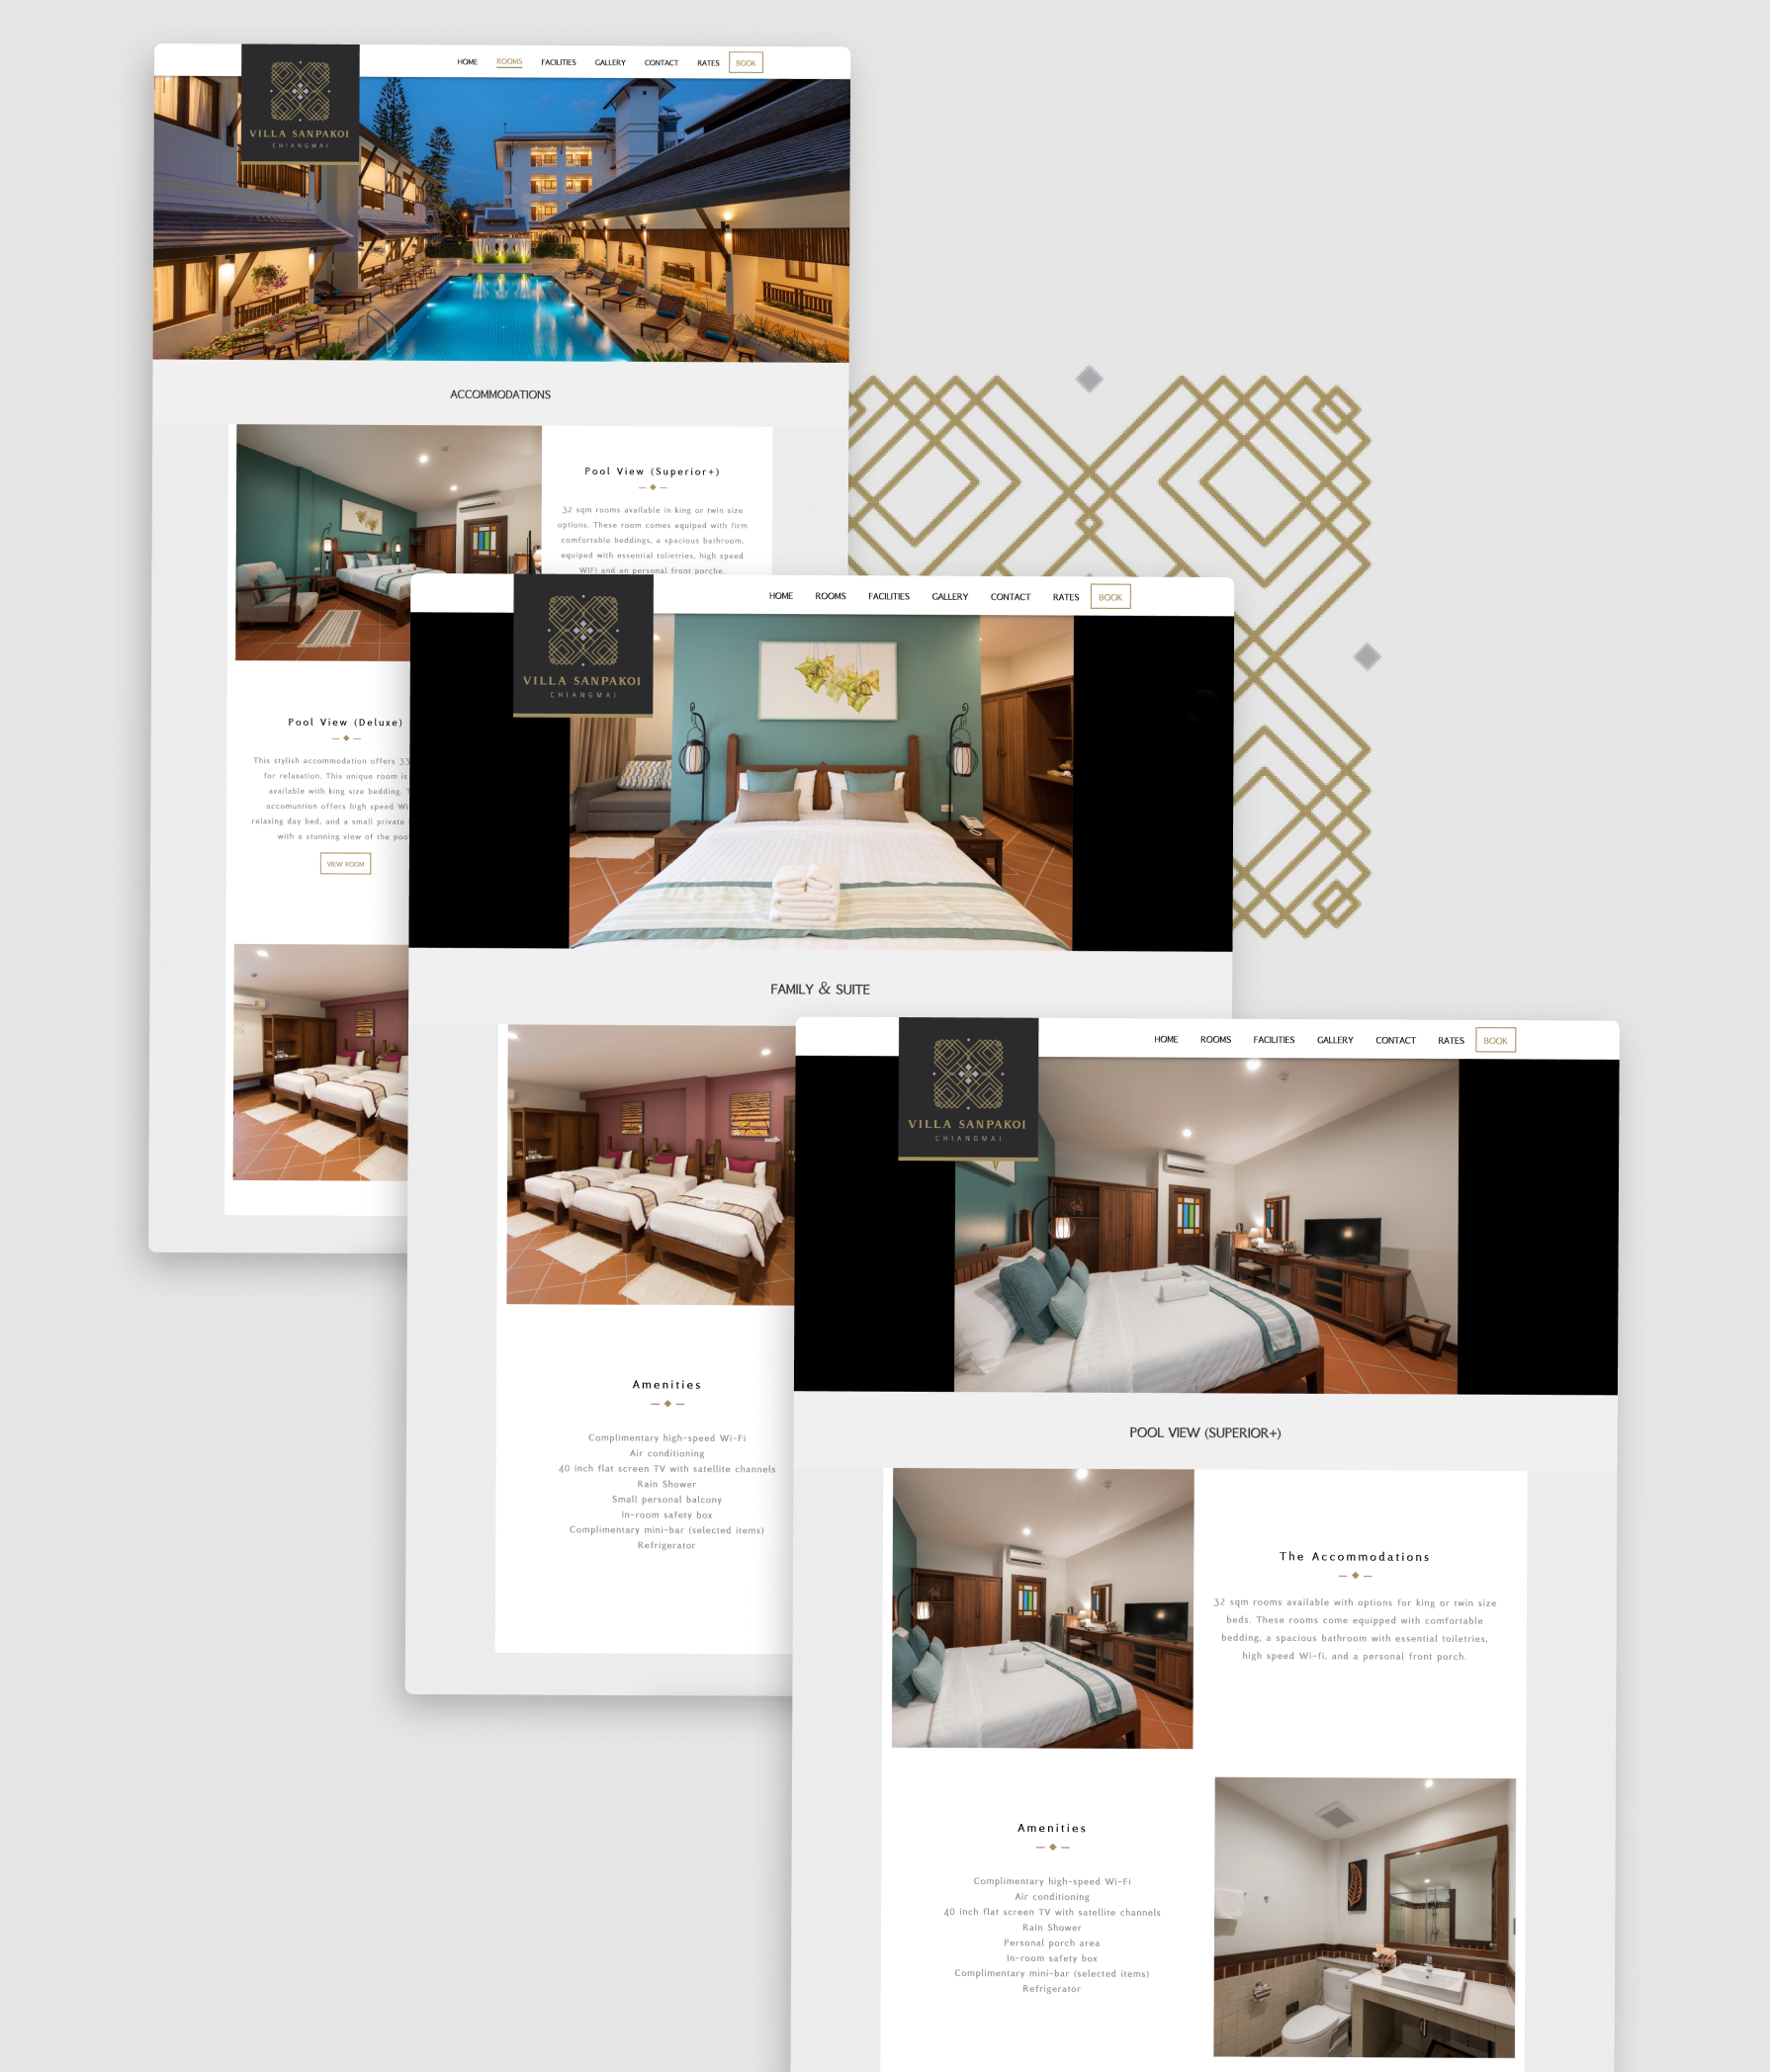 VILLA SANPAKOI
CHIANGMAI
HOME ROOMS FACILITIES GALLERY CONTACT RATES BOOK
ACCOMMODATIONS
Pool View (Superior+)
32 sqm rooms available in king or twin size
options. These room comes equiped with firm
comfortable beddings, a spacious bathroom,
equiped with essential tolietries, high speed
WIFI and an personal front porche.
Pool View (Deluxe)
This stylish accommodation offers 33
for relaxation. This unique room is
available with king size bedding.
accomuntion offers high speed
relaxing day bed, and a small private
with a stunning view of the
VIEW ROOM
VILLA SANPAKOI
CHIANGMAI
HOME ROOMS FACILITIES GALLERY CONTACT RATES BOOK
FAMILY & SUITE
Amenities
Complimentary high-speed Wi-Fi
Air conditioning
40 inch flat screen TV with satellite channels
Rain Shower
Small personal balcony
In-room safety box
Complimentary mini-bar (selected items)
Refrigerator
VILLA SANPAKOI
CHIANGMAI
HOME ROOMS FACILITIES GALLERY CONTACT RATES BOOK
POOL VIEW (SUPERIOR+)
The Accommodations
32 sqm rooms available with options for king or twin size
beds. These rooms come equipped with comfortable
bedding, a spacious bathroom with essential toiletries,
high speed Wi-fi, and a personal front porch.
Amenities
Complimentary high-speed Wi-Fi
Air conditioning
40 inch flat screen TV with satellite channels
Rain Shower
Personal porch area
In-room safety box
Complimentary mini-bar (selected items)
Refrigerator